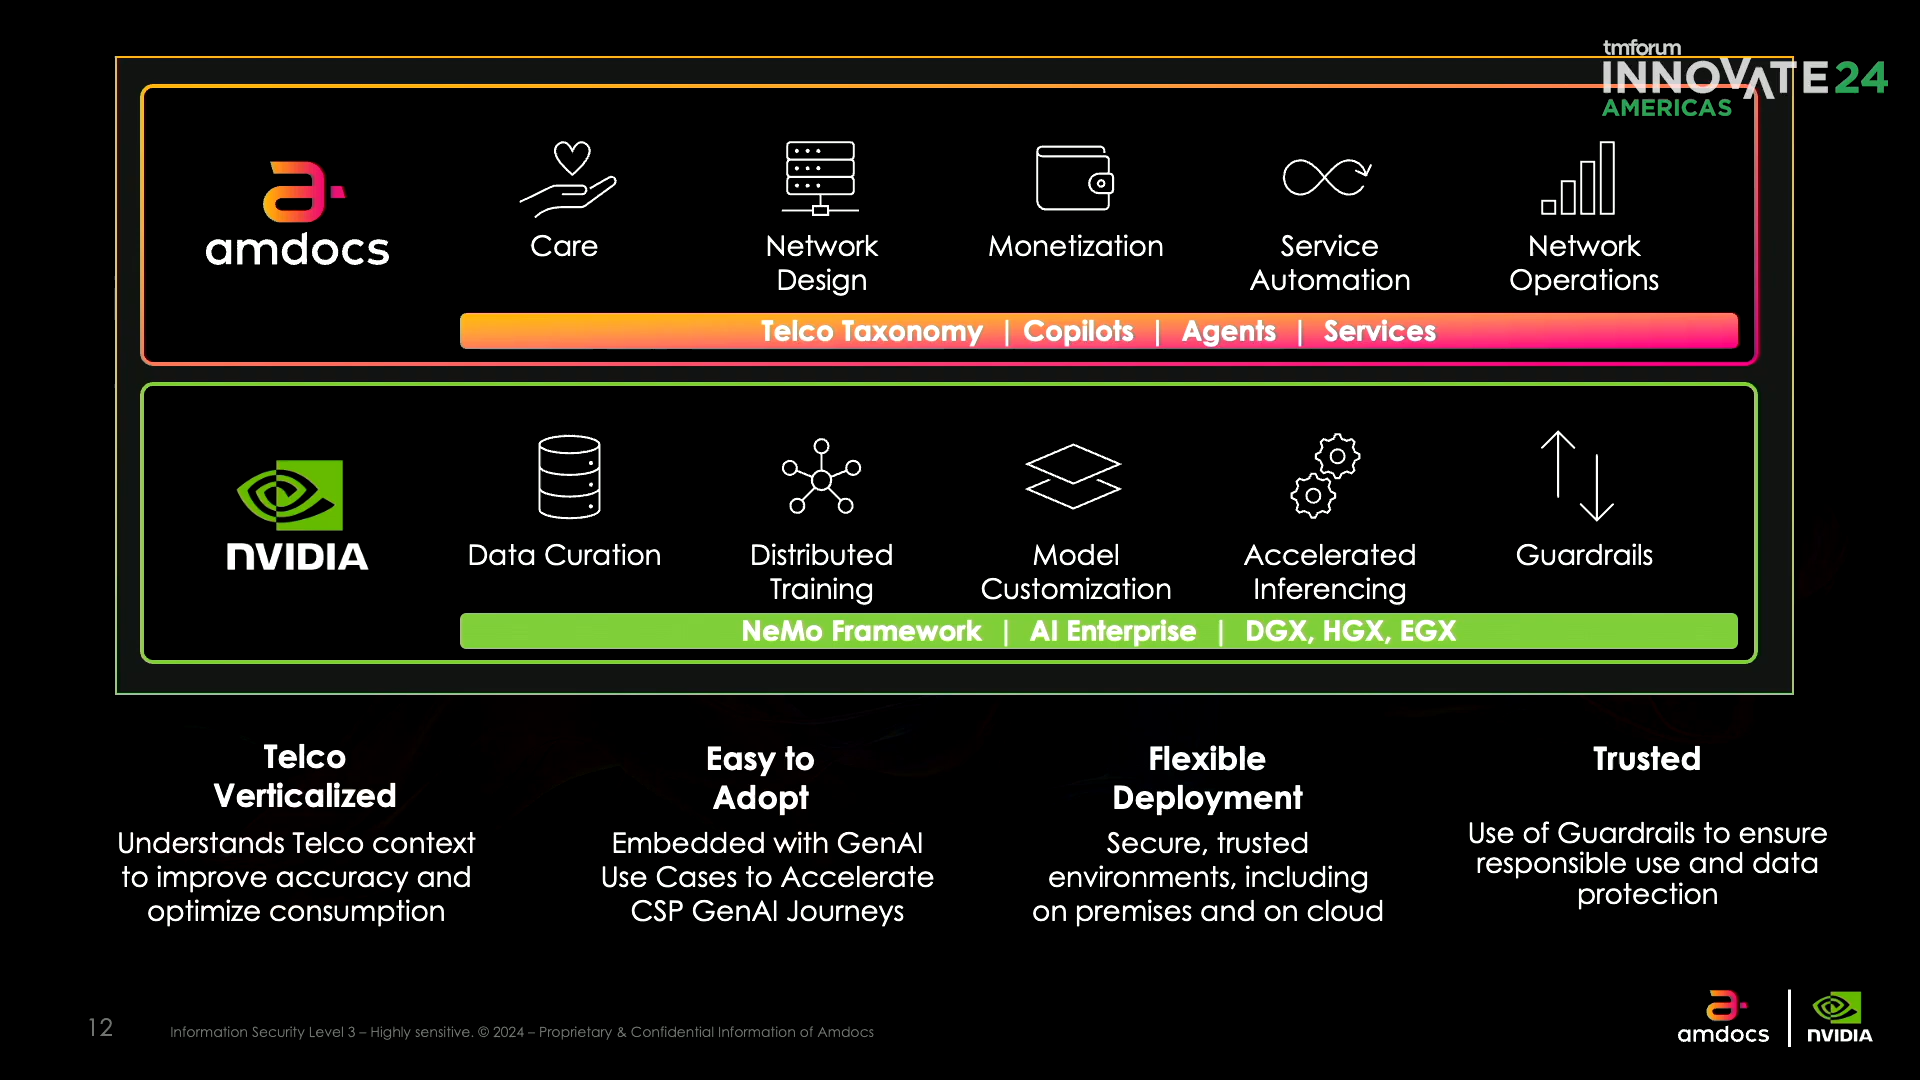 tmforum
INNOVATE 24
AMERICAS
amdocs
Care
Network
Design
Monetization
Service
Automation
Network
Operations
Telco Taxonomy | Copilots | Agents | Services
NVIDIA
Data Curation
Distributed
Training
Model
Customization
Accelerated
Inferencing
Guardrails
NeMo Framework | AI Enterprise | DGX, HGX, EGX
Telco
Verticalized
Understands Telco context
to improve accuracy and
optimize consumption
Easy to
Adopt
Embedded with GenAI
Use Cases to Accelerate
CSP GenAI Journeys
Flexible
Deployment
Secure, trusted
environments, including
on premises and on cloud
Trusted
Use of Guardrails to ensure
responsible use and data
protection
12
Information Security Level 3 – Highly sensitive. © 2024 – Proprietary & Confidential Information of Amdocs
amdocs
NVIDIA